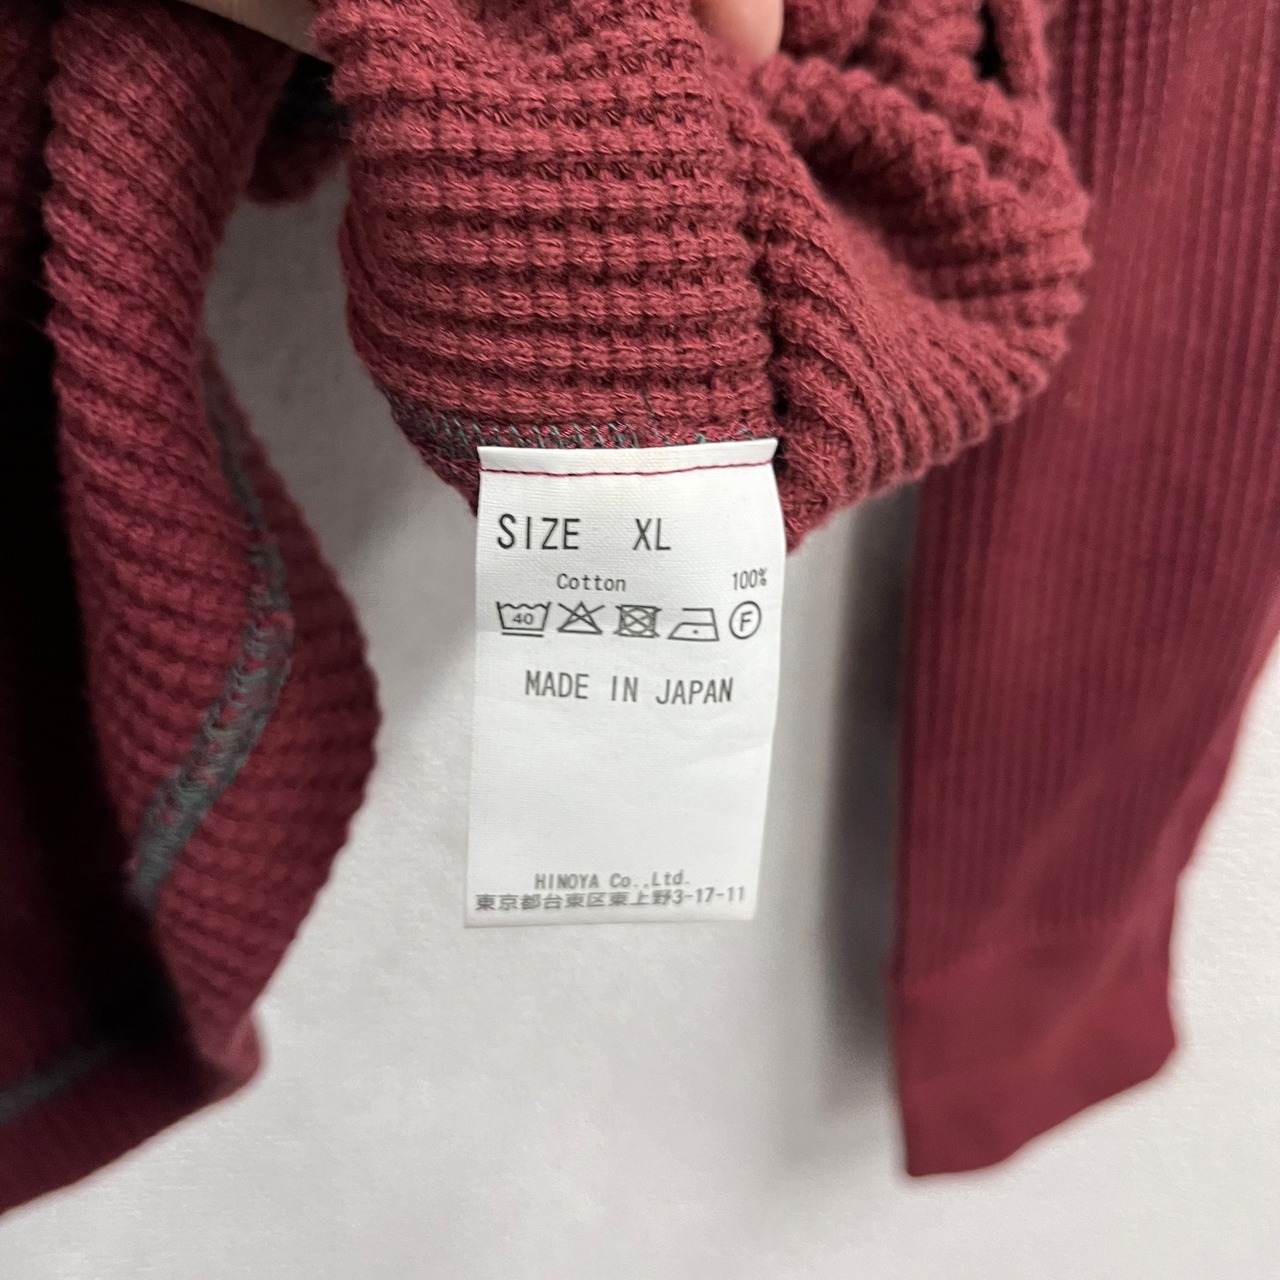 SIZE XL
Cotton 100%
40 F
MADE IN JAPAN
HINOYA Co.,Ltd.
東京都台東区東上野3-17-11